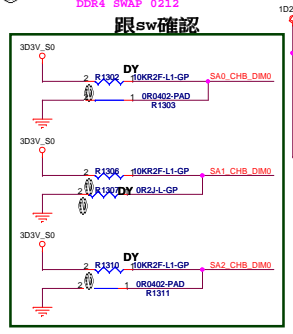 DDR4 SWAP 0212
1D2
跟sw確認
3D3V_S0
DY
2 R1302 1 10KR2F-L1-GP SA0_CHB_DIM0
2 1 0R0402-PAD
R1303
3D3V_S0
2 R1306 1 10KR2F-L1-GP SA1_CHB_DIM0
2 R1307 DY 0R2J-L-GP
3D3V_S0
DY
2 R1310 1 10KR2F-L1-GP SA2_CHB_DIM0
2 1 0R0402-PAD
R1311